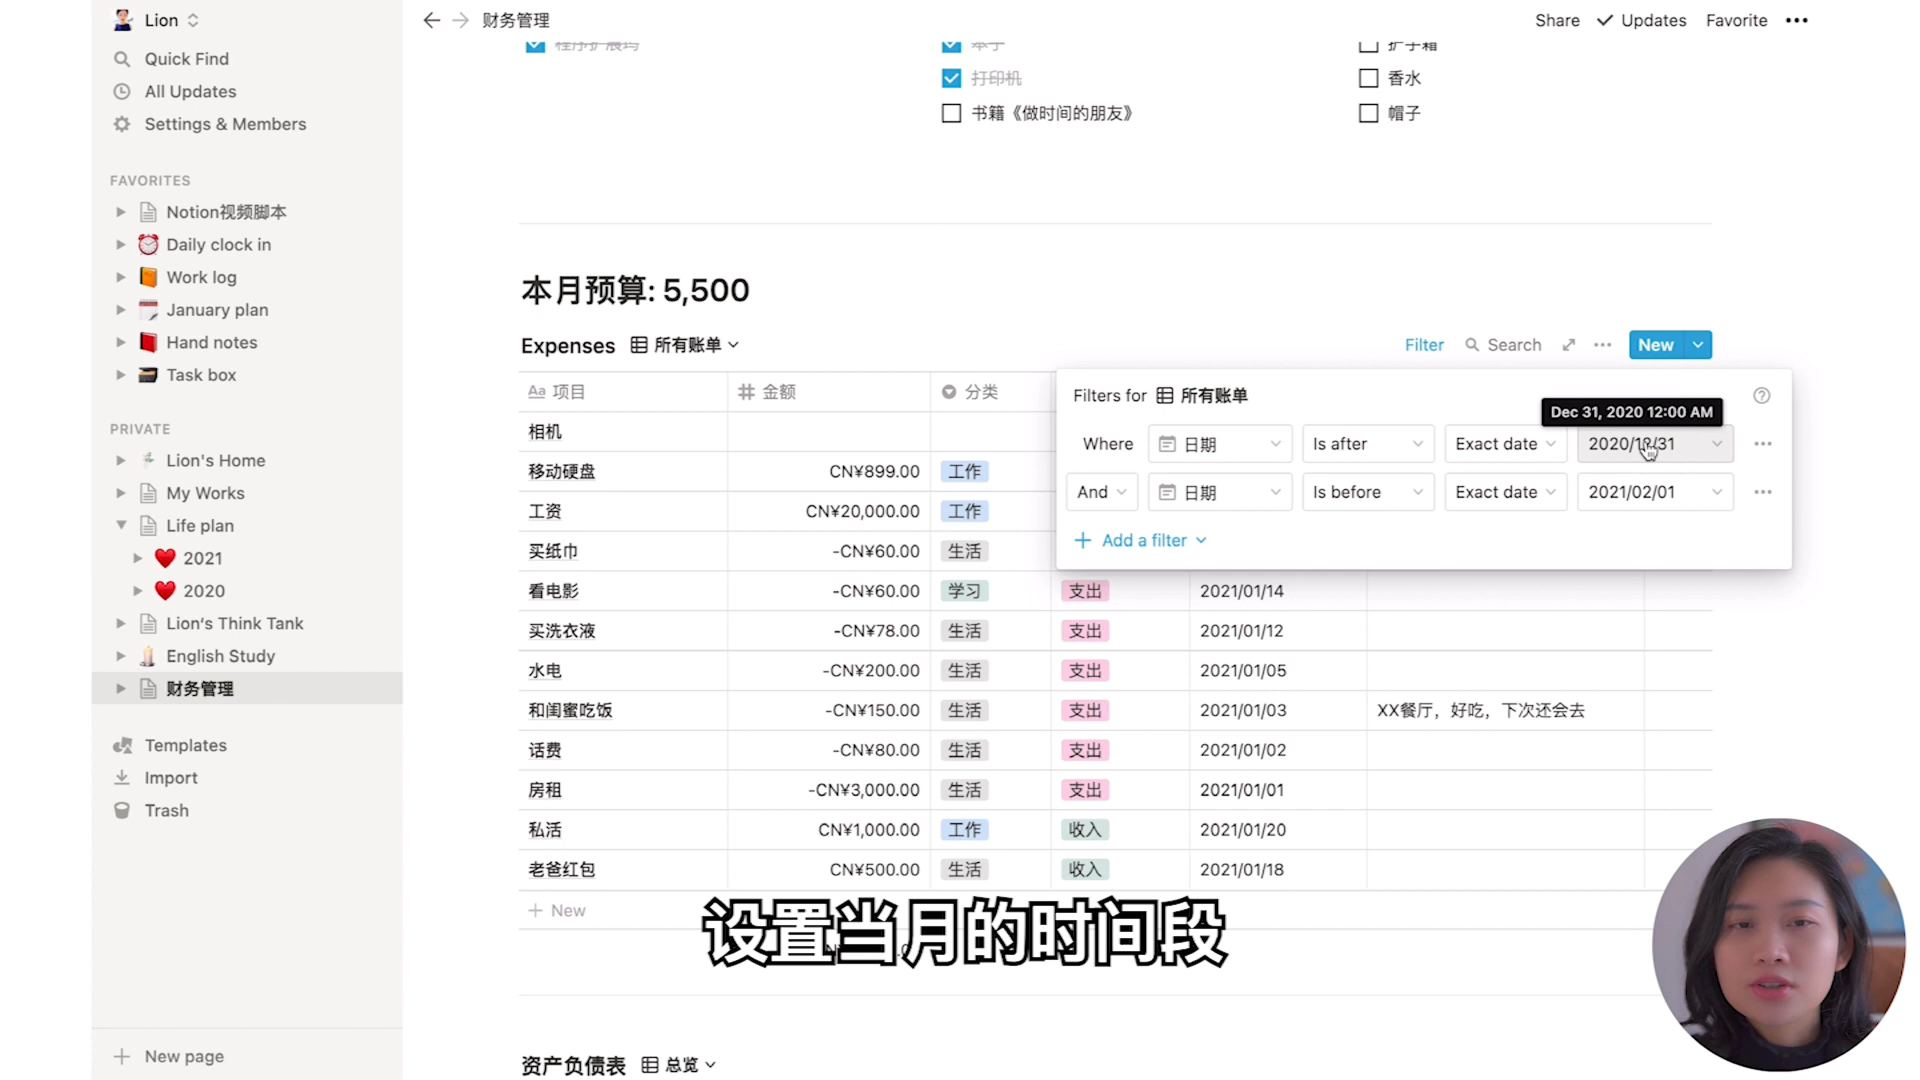 Lion
Quick Find
All Updates
Settings & Members
FAVORITES
Notion视频脚本
Daily clock in
Work log
January plan
Hand notes
Task box
PRIVATE
Lion's Home
My Works
Life plan
2021
2020
Lion's Think Tank
English Study
财务管理
Templates
Import
Trash
New page
财务管理
Share Updates Favorite
程序扩展坞 本子 护手霜
打印机 香水
书籍《做时间的朋友》 帽子
本月预算: 5,500
Expenses 所有账单 Filter Search New
Aa 项目 金额 分类
Filters for 所有账单
Dec 31, 2020 12:00 AM
Where 日期 Is after Exact date 2020/12/31
And 日期 Is before Exact date 2021/02/01
Add a filter
相机
移动硬盘 CN¥899.00 工作
工资 CN¥20,000.00 工作
买纸巾 -CN¥60.00 生活
看电影 -CN¥60.00 学习 支出 2021/01/14
买洗衣液 -CN¥78.00 生活 支出 2021/01/12
水电 -CN¥200.00 生活 支出 2021/01/05
和闺蜜吃饭 -CN¥150.00 生活 支出 2021/01/03 XX餐厅，好吃，下次还会去
话费 -CN¥80.00 生活 支出 2021/01/02
房租 -CN¥3,000.00 生活 支出 2021/01/01
私活 CN¥1,000.00 工作 收入 2021/01/20
老爸红包 CN¥500.00 生活 收入 2021/01/18
New
设置当月的时间段
资产负债表 总览